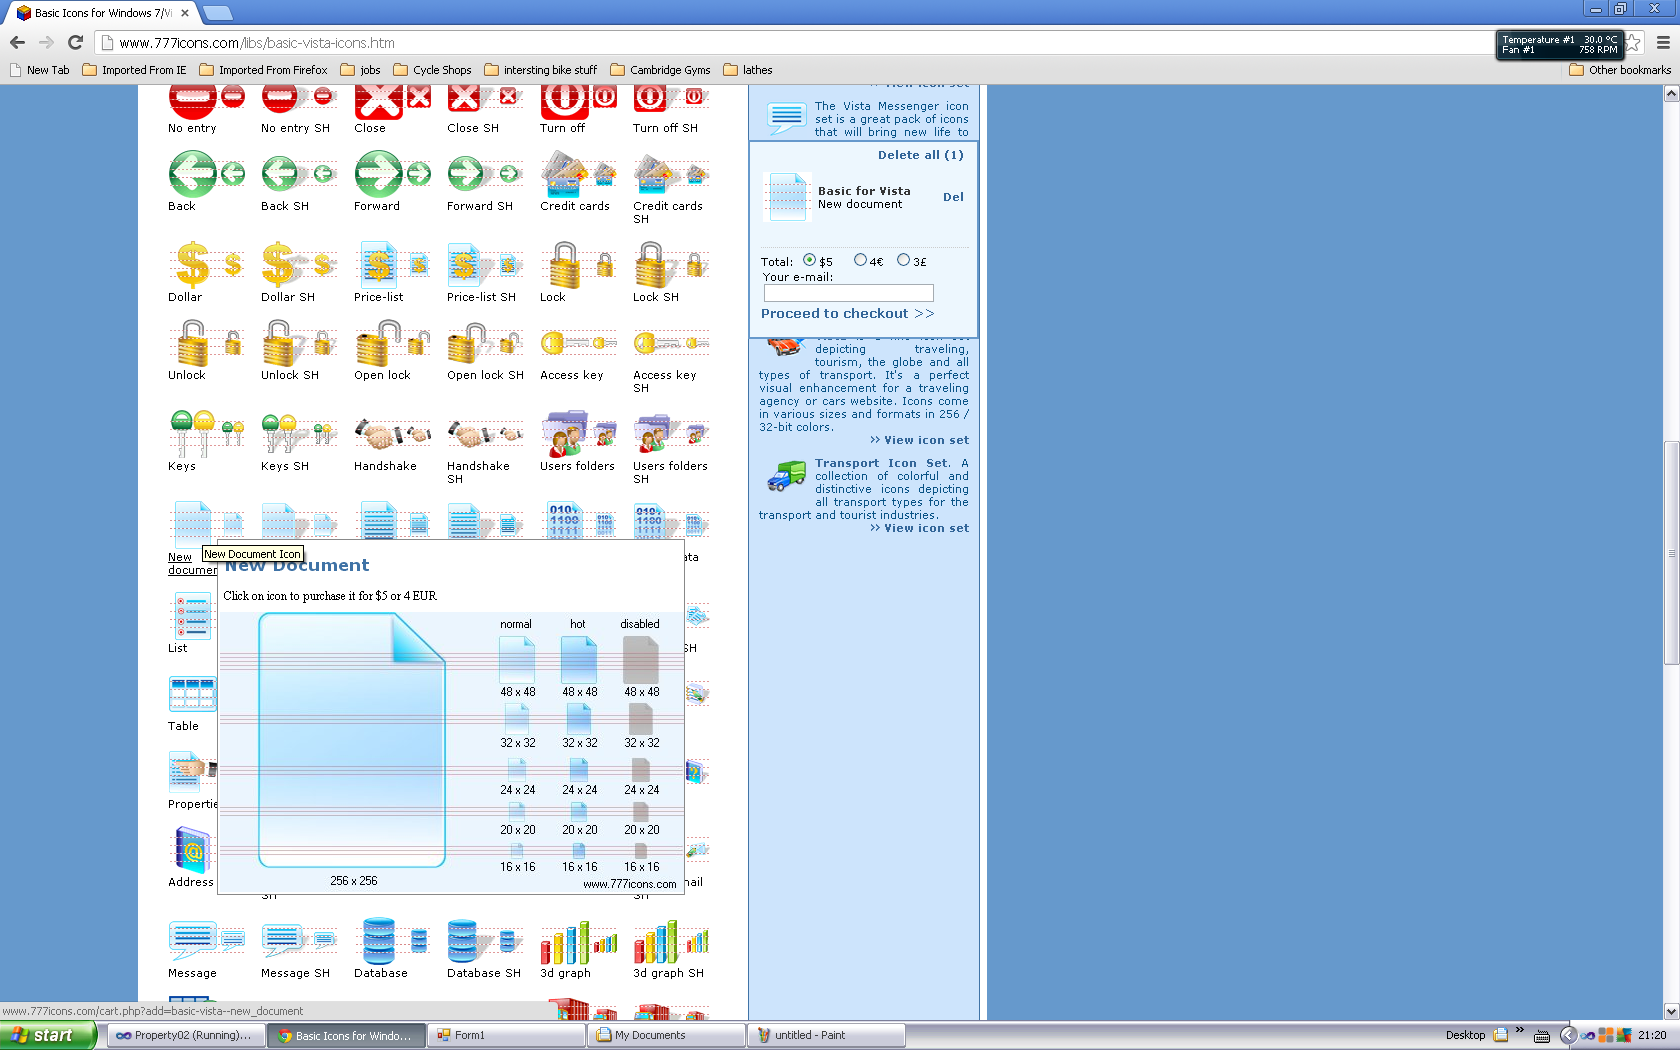 Basic Icons for Windows 7/Vi
www.777icons.com/libs/basic-vista-icons.htm
Temperature #1 30.0 °C
Fan #1 758 RPM
New Tab
Imported From IE
Imported From Firefox
jobs
Cycle Shops
intersting bike stuff
Cambridge Gyms
lathes
Other bookmarks
No entry
No entry SH
Close
Close SH
Turn off
Turn off SH
Back
Back SH
Forward
Forward SH
Credit cards
Credit cards SH
Dollar
Dollar SH
Price-list
Price-list SH
Lock
Lock SH
Unlock
Unlock SH
Open lock
Open lock SH
Access key
Access key SH
Keys
Keys SH
Handshake
Handshake SH
Users folders
Users folders SH
New document
New Document Icon
ata
New Document
Click on icon to purchase it for $5 or 4 EUR
normal hot disabled
48 x 48 48 x 48 48 x 48
32 x 32 32 x 32 32 x 32
24 x 24 24 x 24 24 x 24
20 x 20 20 x 20 20 x 20
16 x 16 16 x 16 16 x 16
256 x 256
www.777icons.com
List
SH
Table
Propertie
Address
SH
nail
SH
Message
Message SH
Database
Database SH
3d graph
3d graph SH
>> View icon set
The Vista Messenger icon
set is a great pack of icons
that will bring new life to
Delete all (1)
Basic for Vista
New document
Del
Total: $5 4€ 3£
Your e-mail:
Proceed to checkout >>
depicting traveling,
tourism, the globe and all
types of transport. It's a perfect
visual enhancement for a traveling
agency or cars website. Icons come
in various sizes and formats in 256 /
32-bit colors.
>> View icon set
Transport Icon Set. A
collection of colorful and
distinctive icons depicting
all transport types for the
transport and tourist industries.
>> View icon set
www.777icons.com/cart.php?add=basic-vista--new_document
start
Property02 (Running)...
Basic Icons for Windo...
Form1
My Documents
untitled - Paint
Desktop
21:20